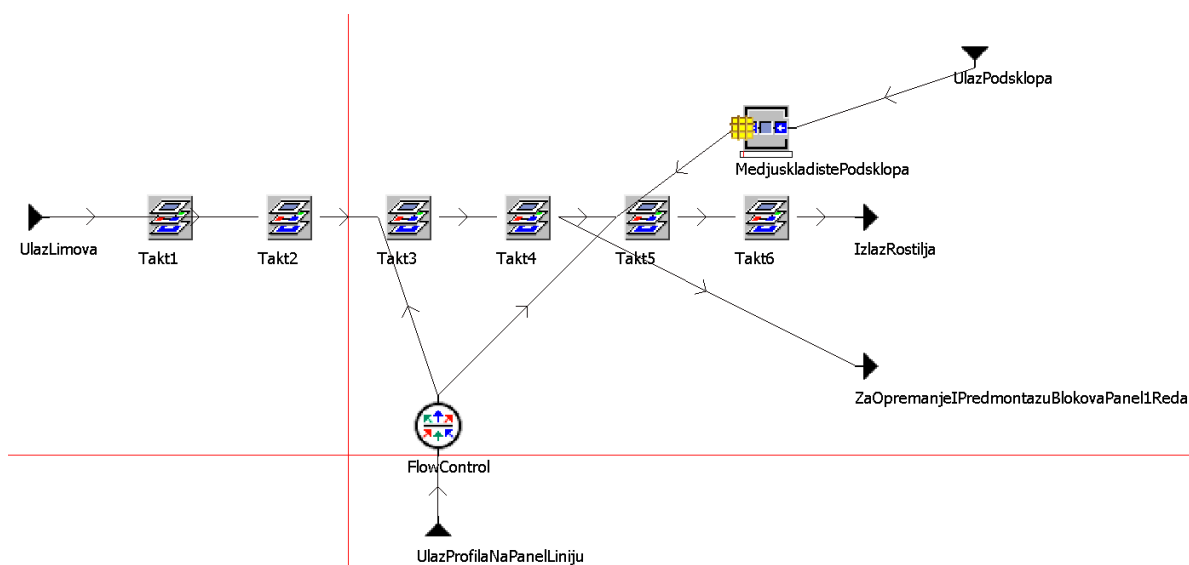 UlazPodsklopa
MedjuskladistePodsklopa
UlazLimova
Takt1
Takt2
Takt3
Takt4
Takt5
Takt6
IzlazRostilja
ZaOpremanjeIPredmontazuBlokovaPanel1Reda
FlowControl
UlazProfilaNaPanelLiniju